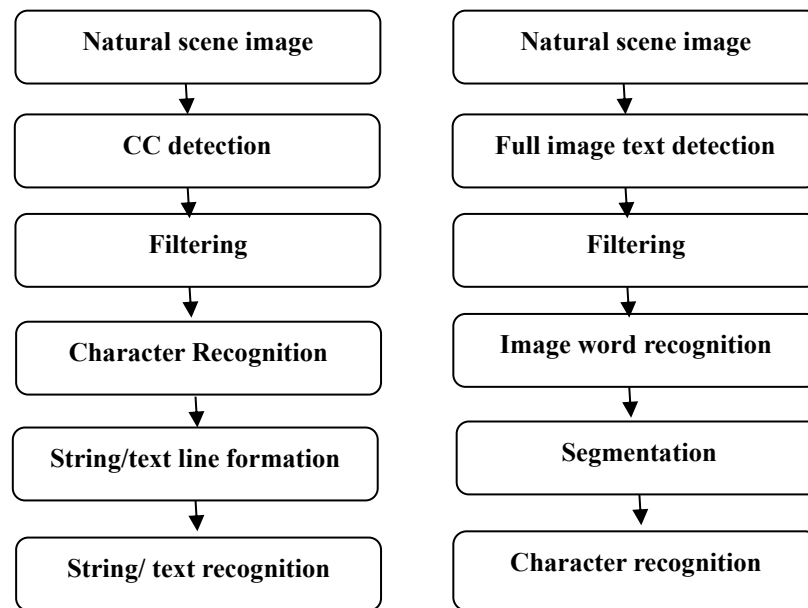 Natural scene image
CC detection
Filtering
Character Recognition
String/text line formation
String/ text recognition
Natural scene image
Full image text detection
Filtering
Image word recognition
Segmentation
Character recognition